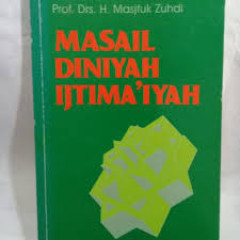 Prof. Drs. H. Masjfuk Zuhdi
MASAIL
DINIYAH
IJTIMA'IYAH